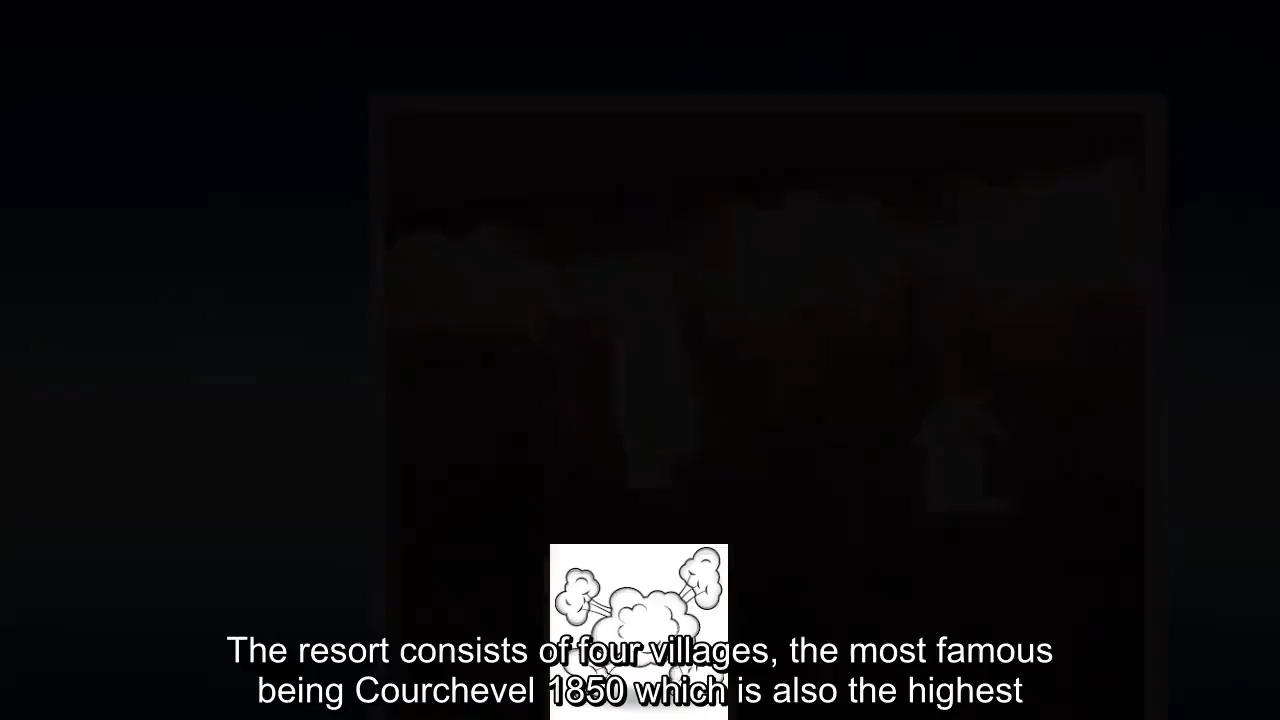 The resort consists of four villages, the most famous
being Courchevel 1850 which is also the highest